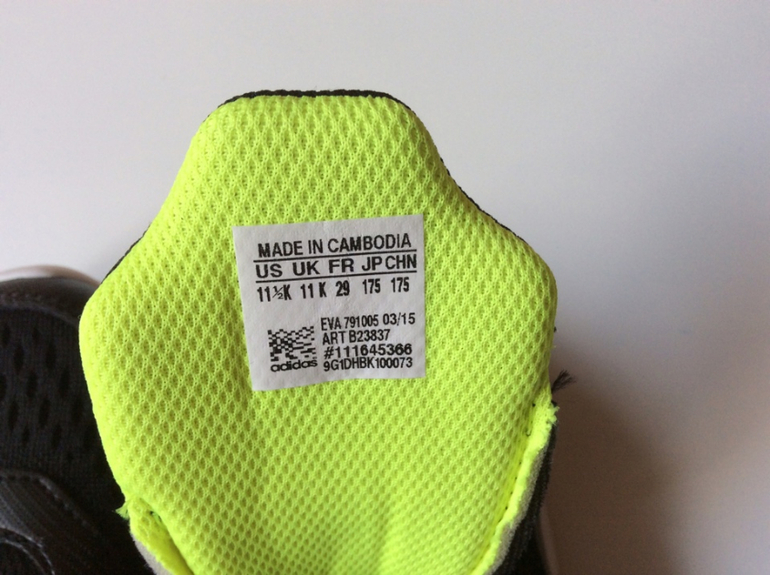 MADE IN CAMBODIA
US UK FR JP CHN
11½K 11 K 29 175 175
EVA 791005 03/15
ART B23837
#111645366
adidas 9G1DHBK100073